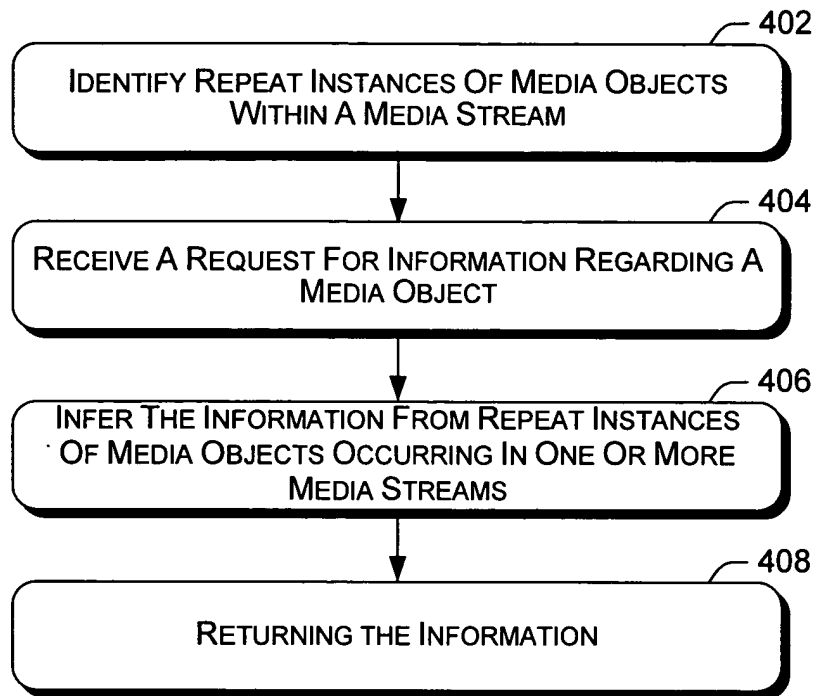 402
IDENTIFY REPEAT INSTANCES OF MEDIA OBJECTS
WITHIN A MEDIA STREAM
404
RECEIVE A REQUEST FOR INFORMATION REGARDING A
MEDIA OBJECT
406
INFER THE INFORMATION FROM REPEAT INSTANCES
OF MEDIA OBJECTS OCCURRING IN ONE OR MORE
MEDIA STREAMS
408
RETURNING THE INFORMATION